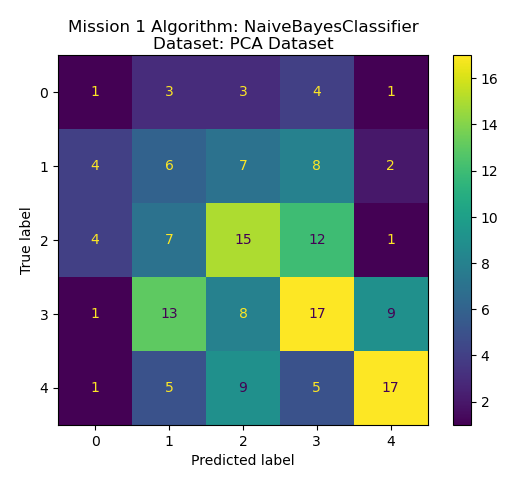 Mission 1 Algorithm: NaiveBayesClassifier
Dataset: PCA Dataset
True label
0 1 3 3 4 1
1 4 6 7 8 2
2 4 7 15 12 1
3 1 13 8 17 9
4 1 5 9 5 17
0 1 2 3 4
Predicted label
16
14
12
10
8
6
4
2